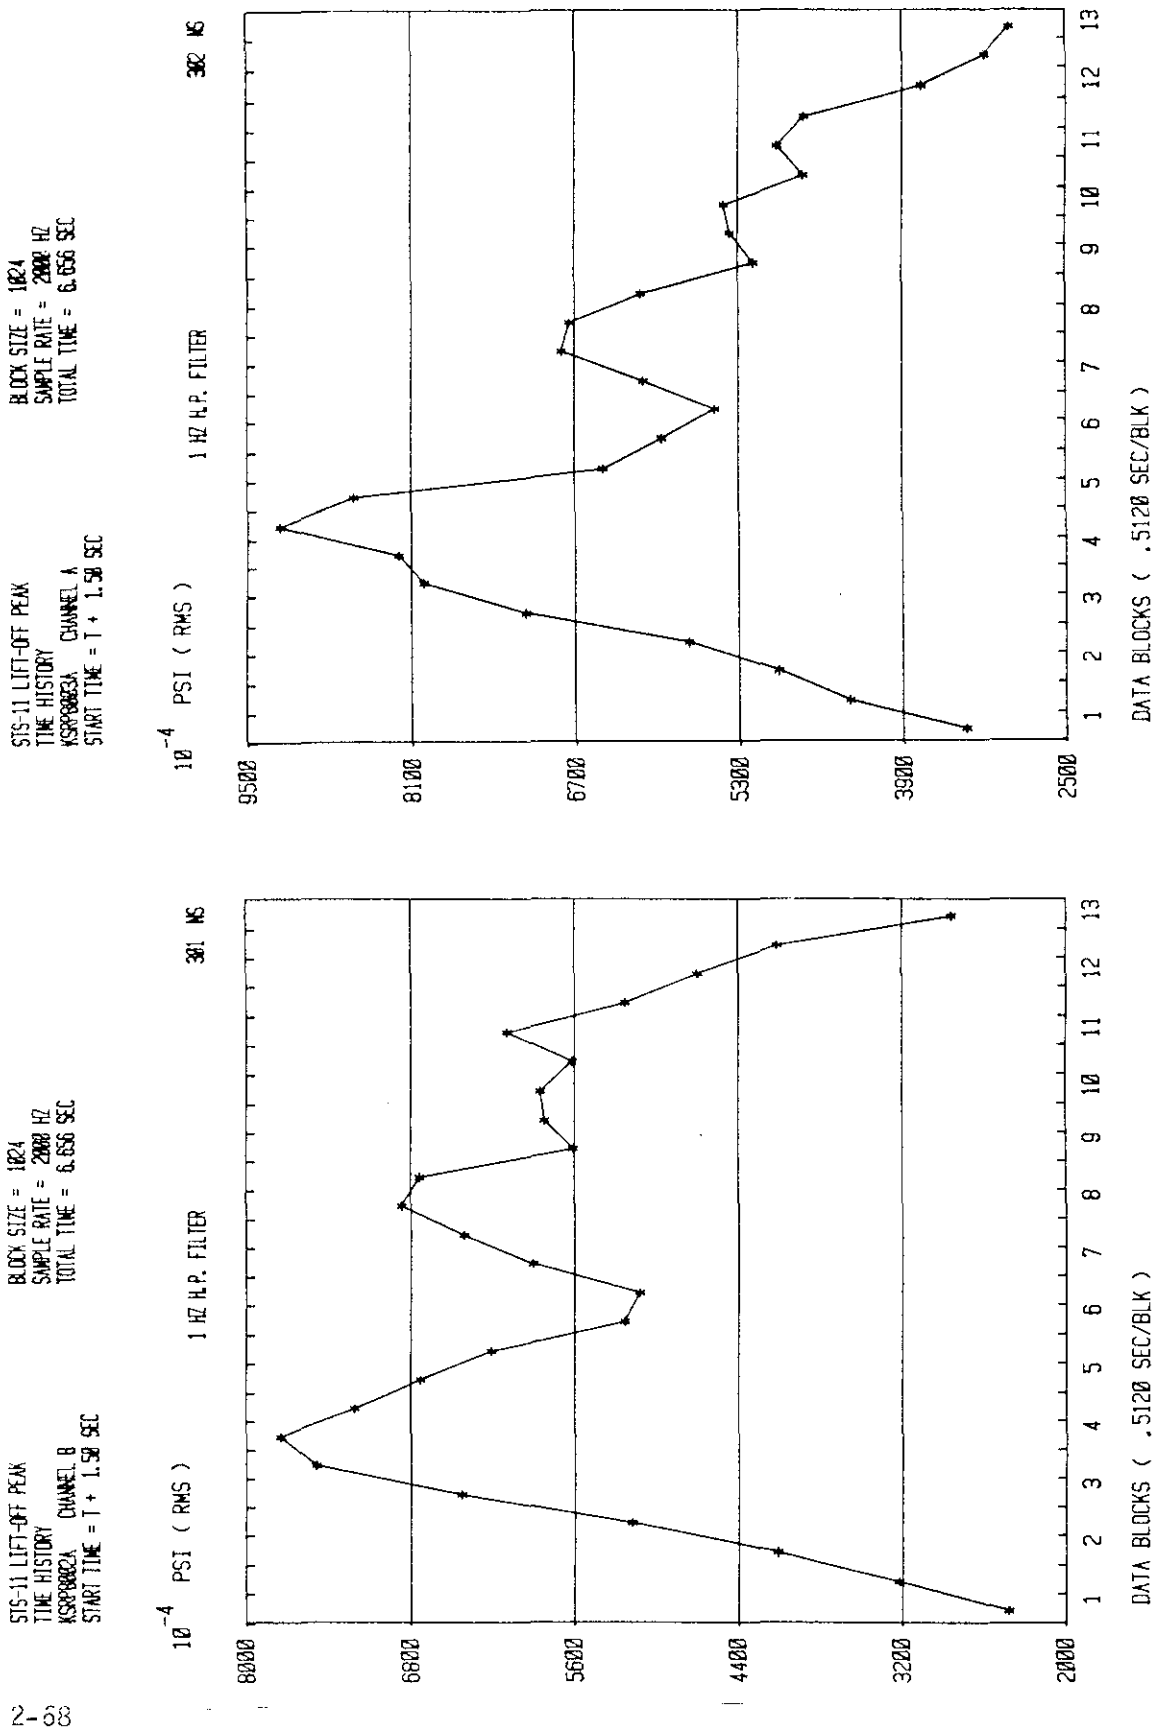 STS-11 LIFT-OFF PEAK
TIME HISTORY
KSRP8002A CHANNEL B
START TIME = T + 1.50 SEC
BLOCK SIZE = 1024
SAMPLE RATE = 2000 HZ
TOTAL TIME = 6.656 SEC
10-4 PSI ( RMS )
1 HZ H.P. FILTER
301 WS
8000
6800
5600
4400
3200
2000
1 2 3 4 5 6 7 8 9 10 11 12 13
DATA BLOCKS ( .5120 SEC/BLK )
STS-11 LIFT-OFF PEAK
TIME HISTORY
KSRP8003A CHANNEL A
START TIME = T + 1.50 SEC
BLOCK SIZE = 1024
SAMPLE RATE = 2000 HZ
TOTAL TIME = 6.656 SEC
10-4 PSI ( RMS )
1 HZ H.P. FILTER
302 WS
9500
8100
6700
5300
3900
2500
1 2 3 4 5 6 7 8 9 10 11 12 13
DATA BLOCKS ( .5120 SEC/BLK )
2-68